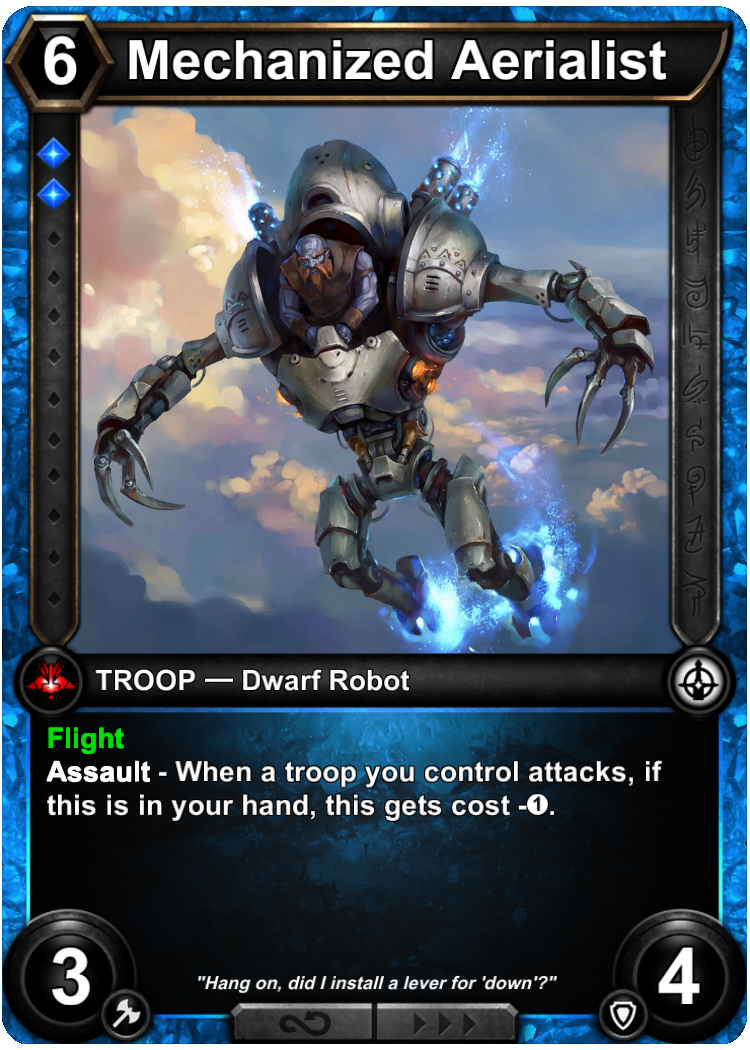 6 Mechanized Aerialist
TROOP — Dwarf Robot
Flight
Assault - When a troop you control attacks, if
this is in your hand, this gets cost -1.
"Hang on, did I install a lever for 'down'?"
3 4